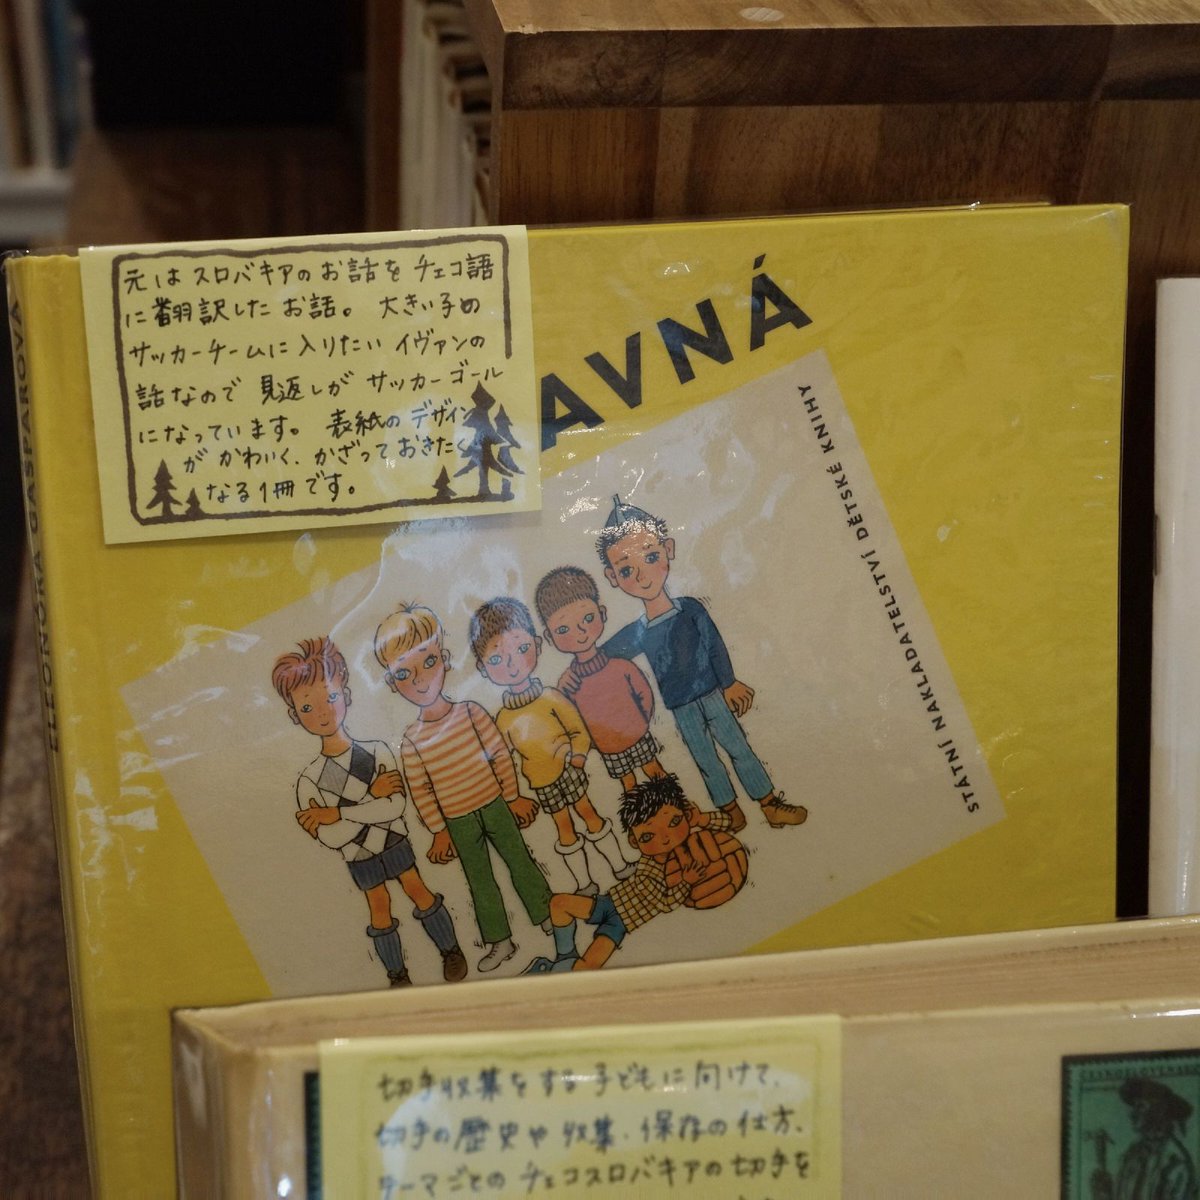 元はスロバキアのお話をチェコ語
に翻訳したお話。大きい子の
サッカーチームに入りたいイヴァンの
話なので見返しがサッカーゴール
になっています。表紙のデザイン
がかわいく、かざっておきたく
なる1冊です。
AVNÁ
STÁTNÍ NAKLADATELSTVÍ DĚTSKÉ KNIHY
ELEONÓRA GAŠPAROVÁ
切手収集をする子どもに向けて、
切手の歴史や収集、保存の仕方、
テーマごとのチェコスロバキアの切手を